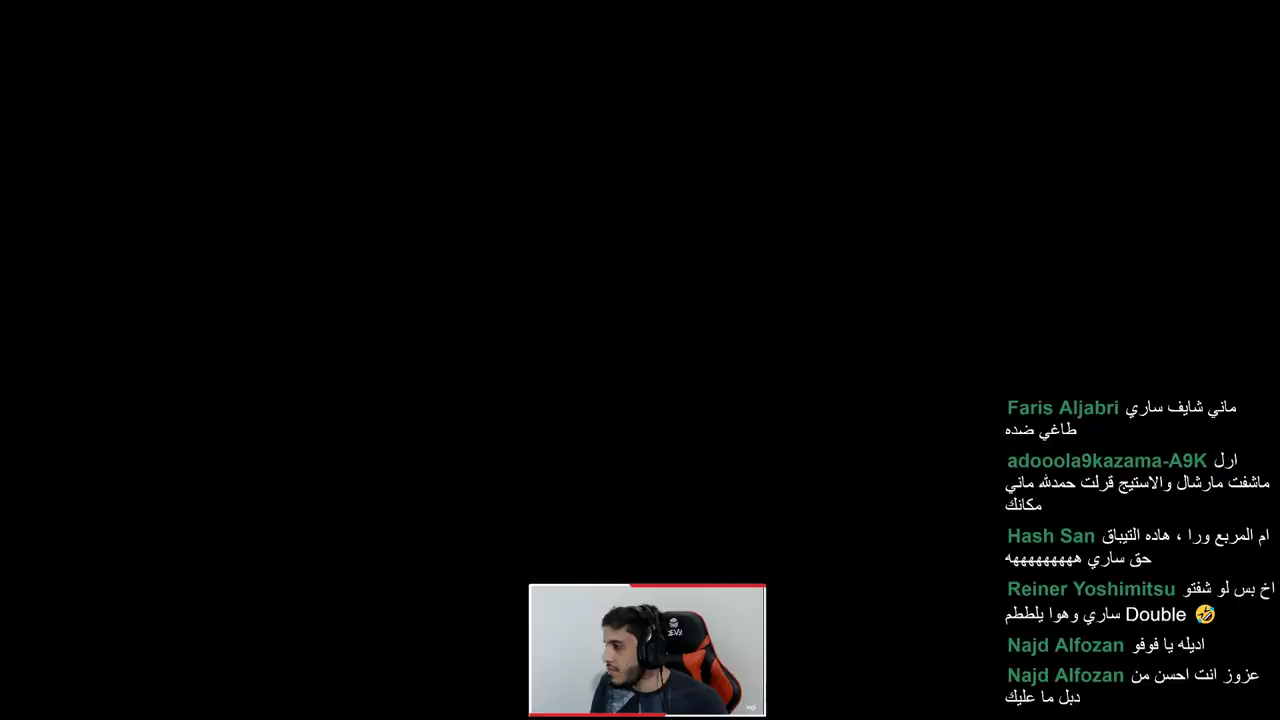 Faris Aljabri ماني شايف ساري
طاغي ضده
adooola9kazama-A9K ارل
ماشفت مارشال والاستيج قرلت حمدلله ماني
مكانك
Hash San ام المربع ورا ، هاده التيباق
حق ساري هههههههههه
Reiner Yoshimitsu اخ بس لو شفتو
ساري وهوا يلططم Double 🤣
Najd Alfozan اديله يا فوفو
Najd Alfozan عزوز انت احسن من
دبل ما عليك